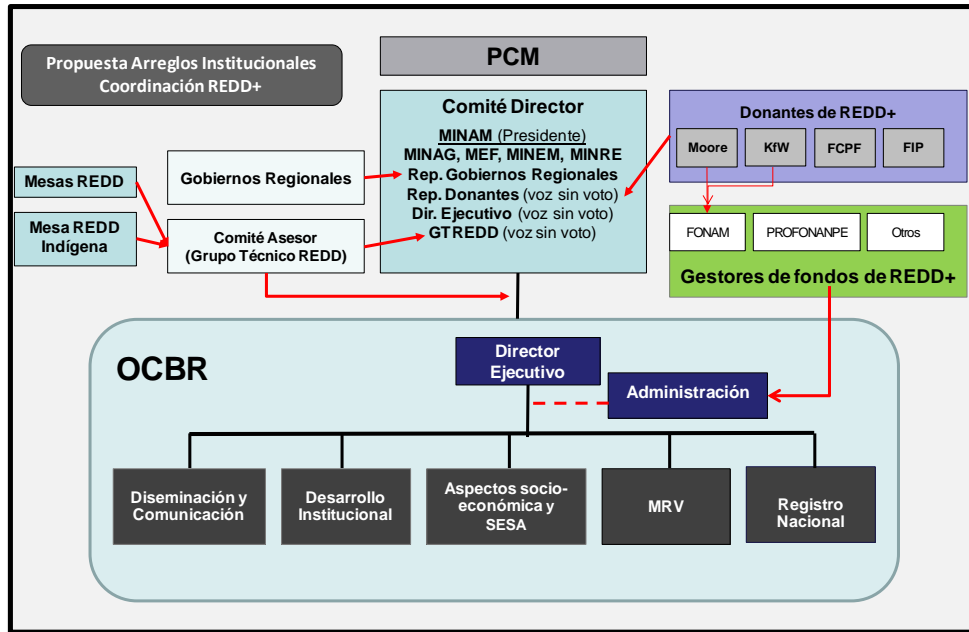 Propuesta Arreglos Institucionales
Coordinación REDD+
PCM
Comité Director
MINAM (Presidente)
MINAG, MEF, MINEM, MINRE
Rep. Gobiernos Regionales
Rep. Donantes (voz sin voto)
Dir. Ejecutivo (voz sin voto)
GTREDD (voz sin voto)
Donantes de REDD+
Moore
KfW
FCPF
FIP
Mesas REDD
Mesa REDD
Indígena
Gobiernos Regionales
Comité Asesor
(Grupo Técnico REDD)
FONAM
PROFONANPE
Otros
Gestores de fondos de REDD+
OCBR
Director
Ejecutivo
Administración
Diseminación y
Comunicación
Desarrollo
Institucional
Aspectos socio-
económica y
SESA
MRV
Registro
Nacional